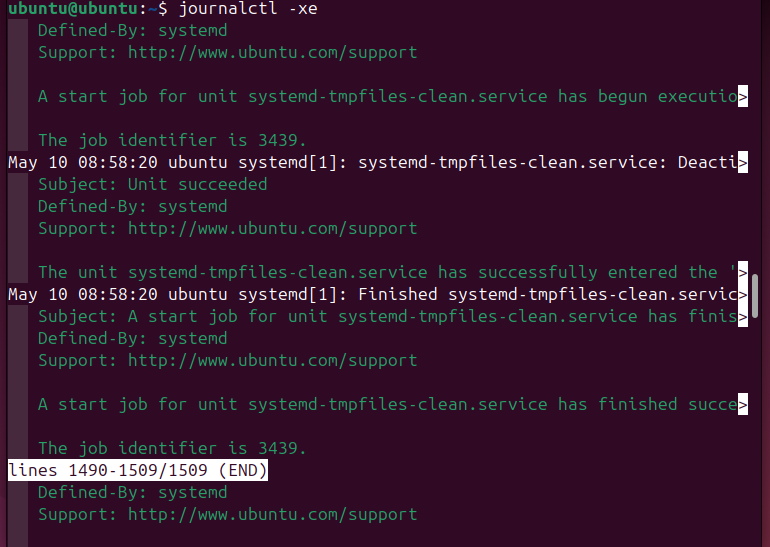 ubuntu@ubuntu:~$ journalctl -xe
Defined-By: systemd
Support: http://www.ubuntu.com/support
A start job for unit systemd-tmpfiles-clean.service has begun executio>
The job identifier is 3439.
May 10 08:58:20 ubuntu systemd[1]: systemd-tmpfiles-clean.service: Deacti>
Subject: Unit succeeded
Defined-By: systemd
Support: http://www.ubuntu.com/support
The unit systemd-tmpfiles-clean.service has successfully entered the '>
May 10 08:58:20 ubuntu systemd[1]: Finished systemd-tmpfiles-clean.servic>
Subject: A start job for unit systemd-tmpfiles-clean.service has finis>
Defined-By: systemd
Support: http://www.ubuntu.com/support
A start job for unit systemd-tmpfiles-clean.service has finished succe>
The job identifier is 3439.
lines 1490-1509/1509 (END)
Defined-By: systemd
Support: http://www.ubuntu.com/support